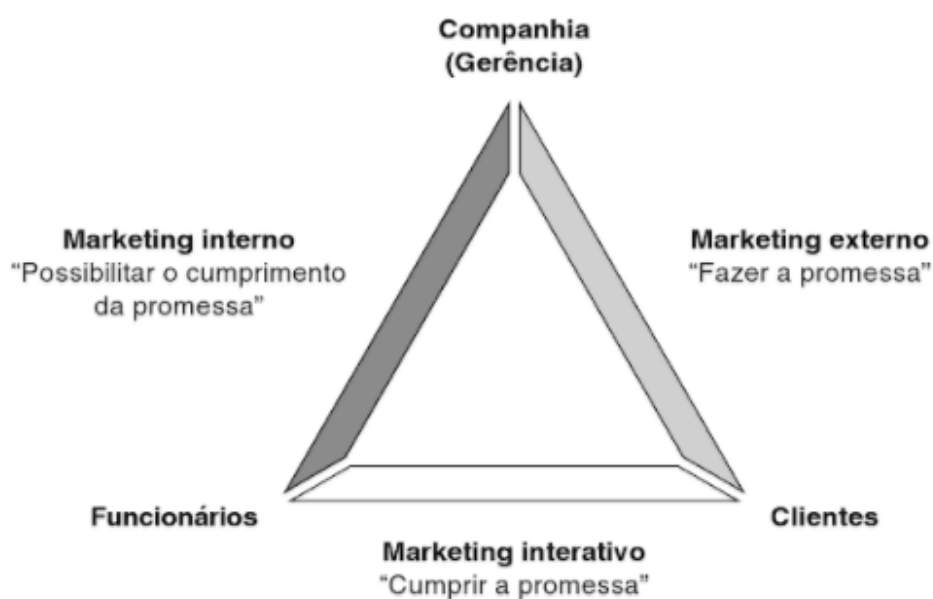 Companhia
(Gerência)
Marketing interno
“Possibilitar o cumprimento
da promessa”
Marketing externo
“Fazer a promessa”
Funcionários
Clientes
Marketing interativo
“Cumprir a promessa”